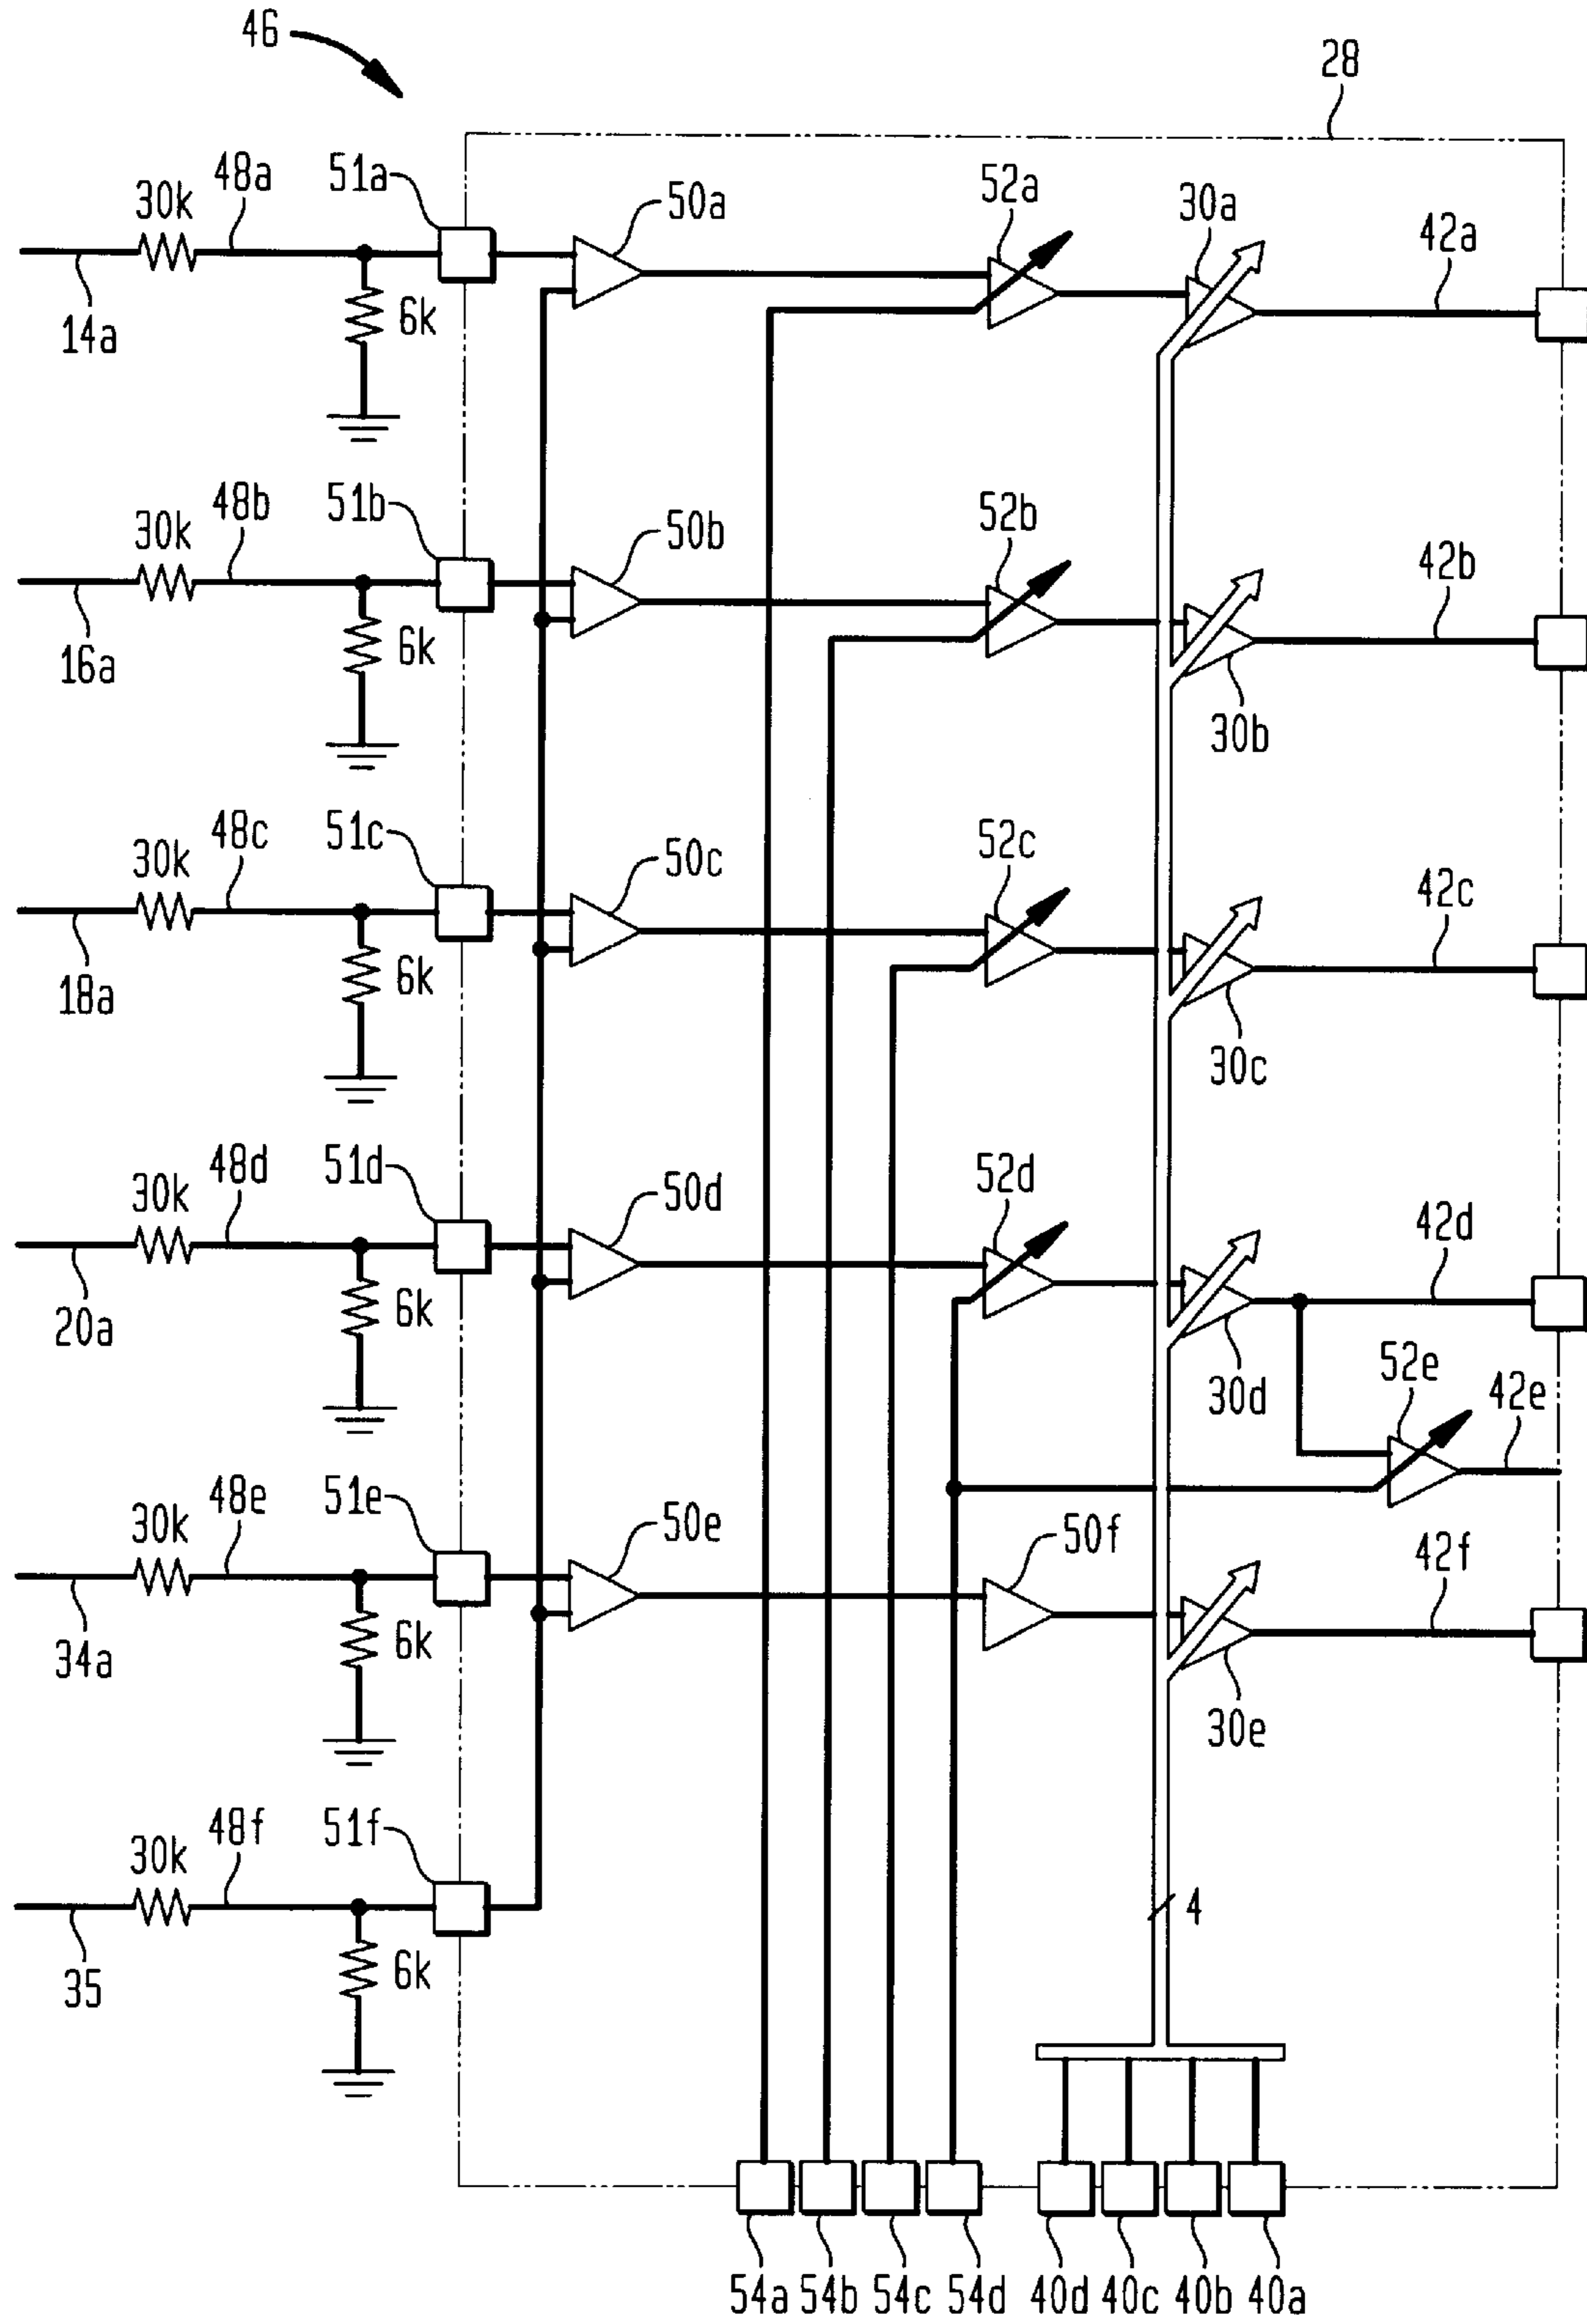 46
28
30k 48a 51a 50a 52a 30a 42a
14a 6k
30k 48b 51b 50b 52b 42b
16a 6k 30b
30k 48c 51c 50c 52c 42c
18a 6k 30c
30k 48d 51d 50d 52d 42d
20a 6k 30d 52e 42e
30k 48e 51e 50e 50f 42f
34a 6k 30e
30k 48f 51f 4
35 6k
54a 54b 54c 54d 40d 40c 40b 40a